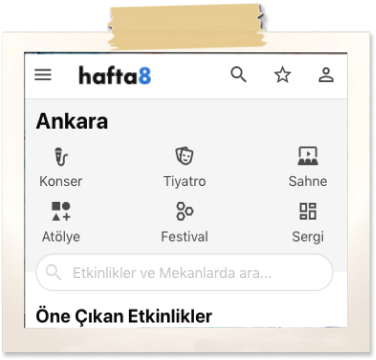 hafta8
Ankara
Konser Tiyatro Sahne
Atölye Festival Sergi
Etkinlikler ve Mekanlarda ara...
Öne Çıkan Etkinlikler